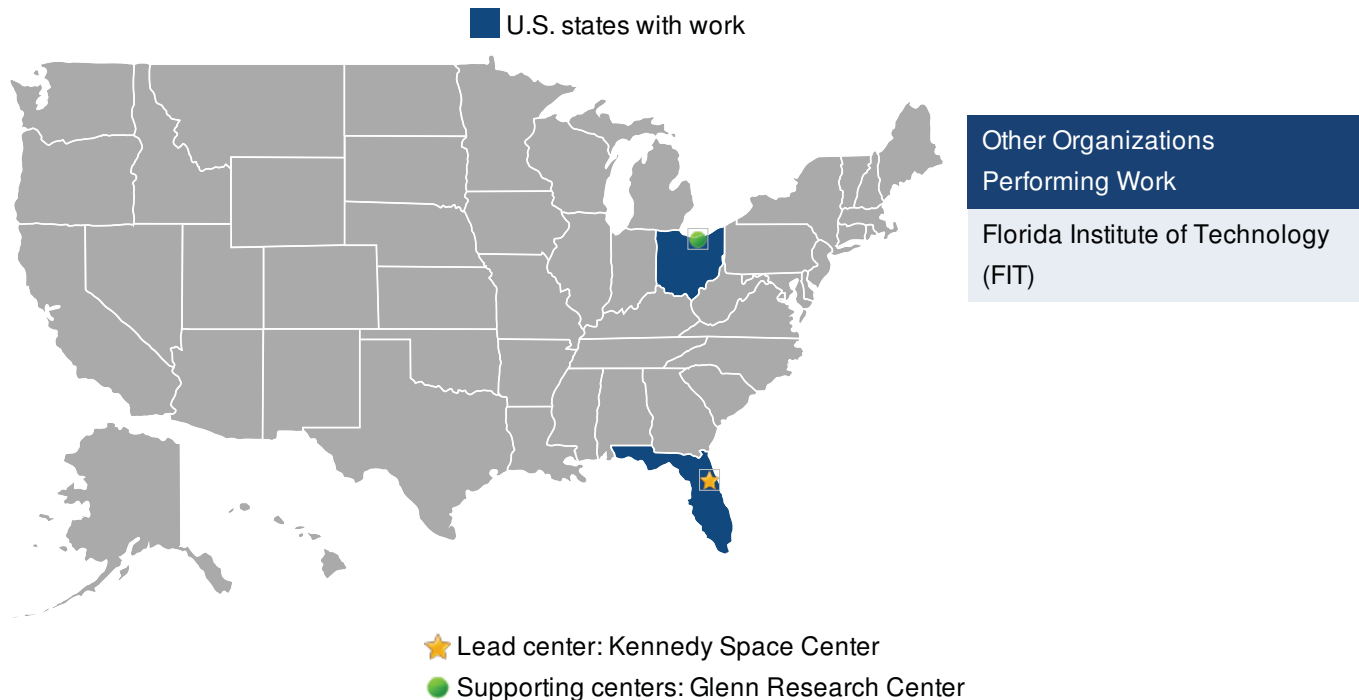 U.S. states with work
Other Organizations
Performing Work
Florida Institute of Technology
(FIT)
Lead center: Kennedy Space Center
Supporting centers: Glenn Research Center